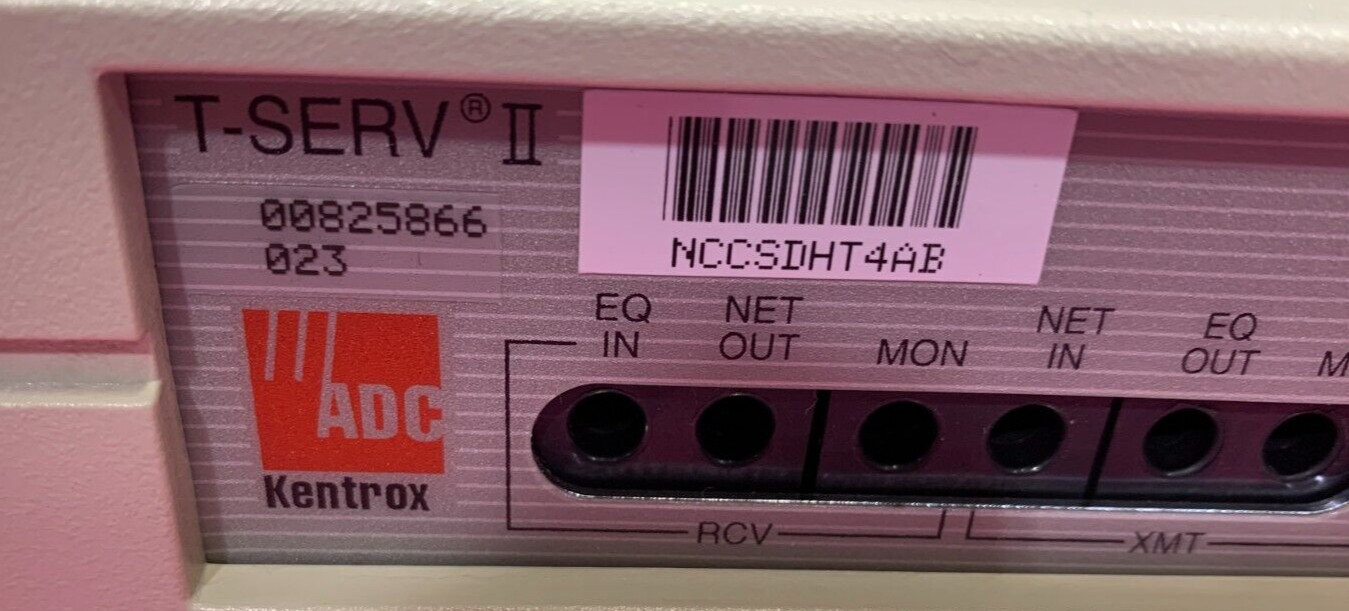 T-SERV® II
00825866
023
NCCSDHT4AB
ADC
Kentrox
EQ IN
NET OUT
MON
NET IN
EQ OUT
RCV
XMT